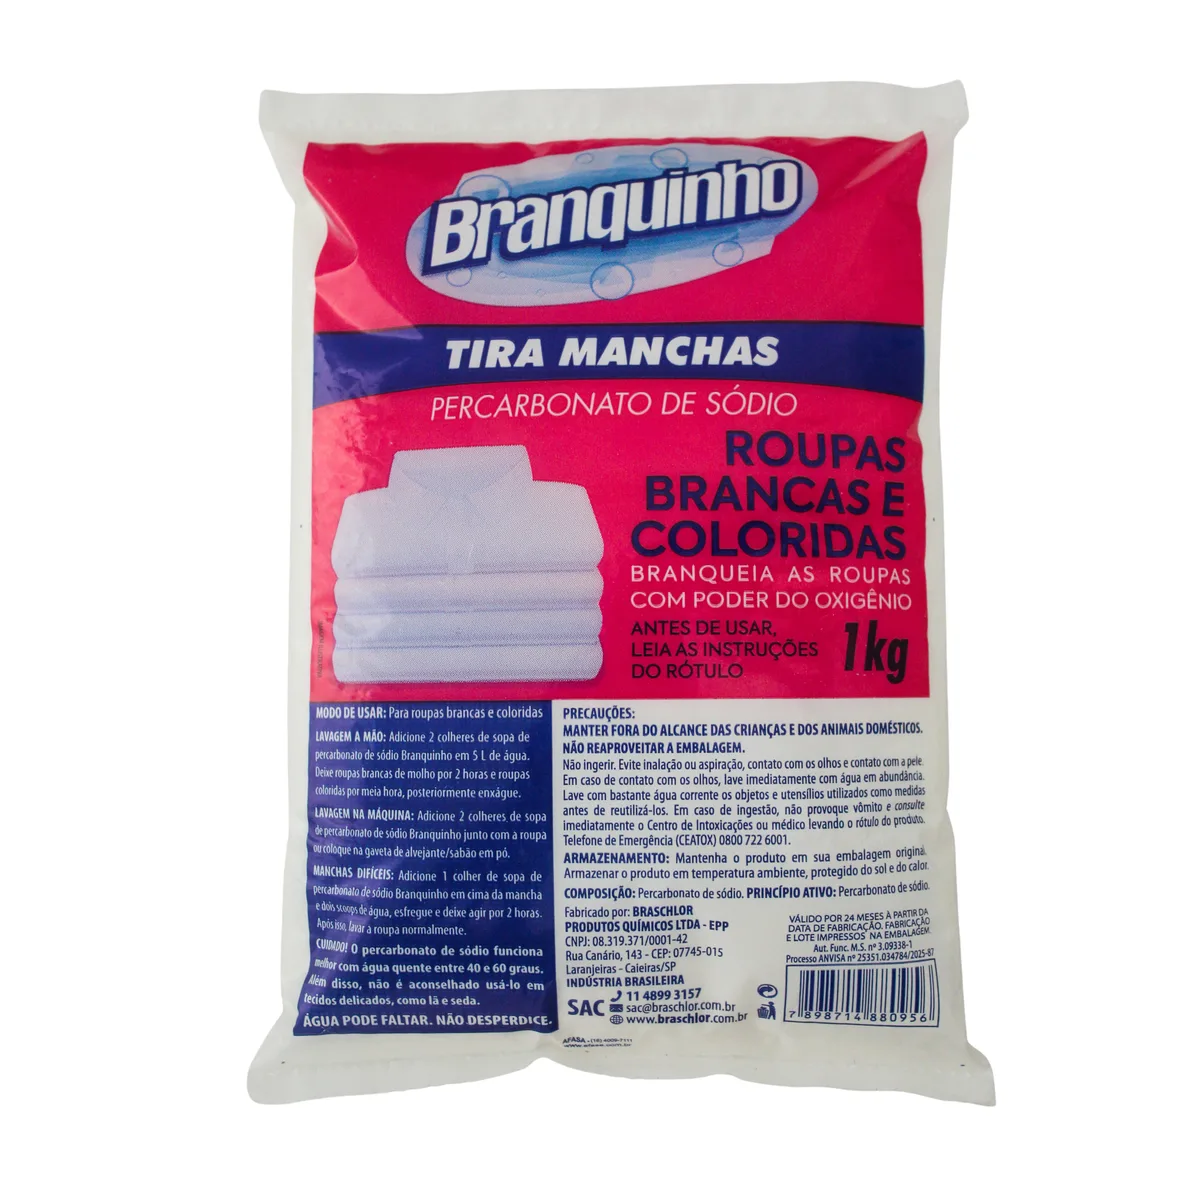 Branquinho
TIRA MANCHAS
PERCARBONATO DE SÓDIO
ROUPAS
BRANCAS E
COLORIDAS
BRANQUEIA AS ROUPAS
COM PODER DO OXIGÊNIO
ANTES DE USAR,
LEIA AS INSTRUÇÕES
DO RÓTULO
1kg
MODO DE USAR: Para roupas brancas e coloridas
LAVAGEM A MÃO: Adicione 2 colheres de sopa de
percarbonato de sódio Branquinho em 5 L de água.
Deixe roupas brancas de molho por 2 horas e roupas
coloridas por meia hora, posteriormente enxágue.
LAVAGEM NA MÁQUINA: Adicione 2 colheres de sopa
de percarbonato de sódio Branquinho junto com a roupa
ou coloque na gaveta de alvejante/sabão em pó.
MANCHAS DIFÍCEIS: Adicione 1 colher de sopa de
percarbonato de sódio Branquinho em cima da mancha
e dois scoops de água, esfregue e deixe agir por 2 horas.
Após isso, lavar a roupa normalmente.
CUIDADO! O percarbonato de sódio funciona
melhor com água quente entre 40 e 60 graus.
Além disso, não é aconselhado usá-lo em
tecidos delicados, como lã e seda.
ÁGUA PODE FALTAR. NÃO DESPERDICE.
PRECAUÇÕES:
MANTER FORA DO ALCANCE DAS CRIANÇAS E DOS ANIMAIS DOMÉSTICOS.
NÃO REAPROVEITAR A EMBALAGEM.
Não ingerir. Evite inalação ou aspiração, contato com os olhos e contato com a pele.
Em caso de contato com os olhos, lave imediatamente com água em abundância.
Lave com bastante água corrente os objetos e utensílios utilizados como medidas
antes de reutilizá-los. Em caso de ingestão, não provoque vômito e consulte
imediatamente o Centro de Intoxicações ou médico levando o rótulo do produto.
Telefone de Emergência (CEATOX) 0800 722 6001.
ARMAZENAMENTO: Mantenha o produto em sua embalagem original.
Armazenar o produto em temperatura ambiente, protegido do sol e do calor.
COMPOSIÇÃO: Percarbonato de sódio. PRINCÍPIO ATIVO: Percarbonato de sódio.
Fabricado por: BRASCHLOR
PRODUTOS QUÍMICOS LTDA - EPP
CNPJ: 08.319.371/0001-42
Rua Canário, 143 - CEP: 07745-015
Laranjeiras - Caieiras/SP
INDÚSTRIA BRASILEIRA
SAC 11 4899 3157
sac@braschlor.com.br
www.braschlor.com.br
VÁLIDO POR 24 MESES À PARTIR DA
DATA DE FABRICAÇÃO. FABRICAÇÃO
E LOTE IMPRESSOS NA EMBALAGEM.
Aut. Func. M.S. nº 3.09338-1
Processo ANVISA nº 25351.034784/2025-87
7898714880956
AFASA - (16) 4009-7111
www.afasa.com.br